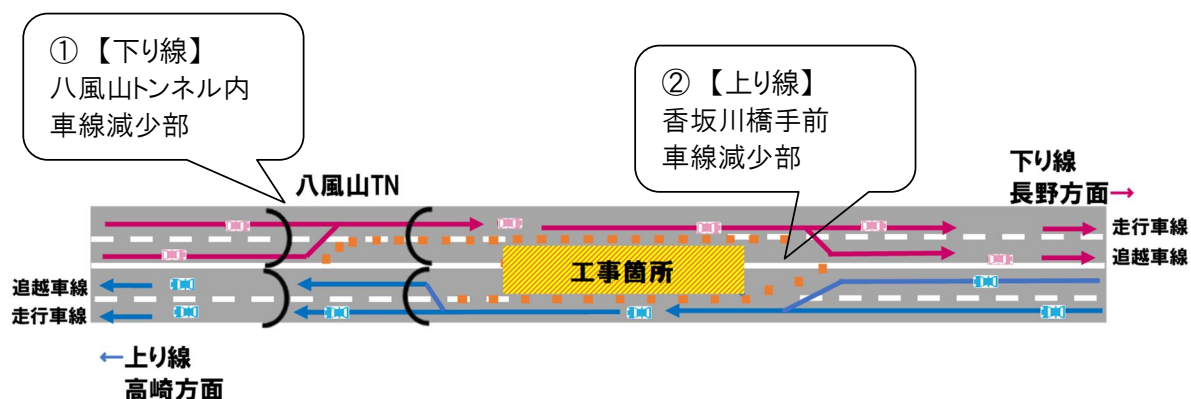 ① 【下り線】
八風山トンネル内
車線減少部
② 【上り線】
香坂川橋手前
車線減少部
八風山TN
下り線
長野方面→
走行車線
追越車線
工事箇所
追越車線
走行車線
←上り線
高崎方面